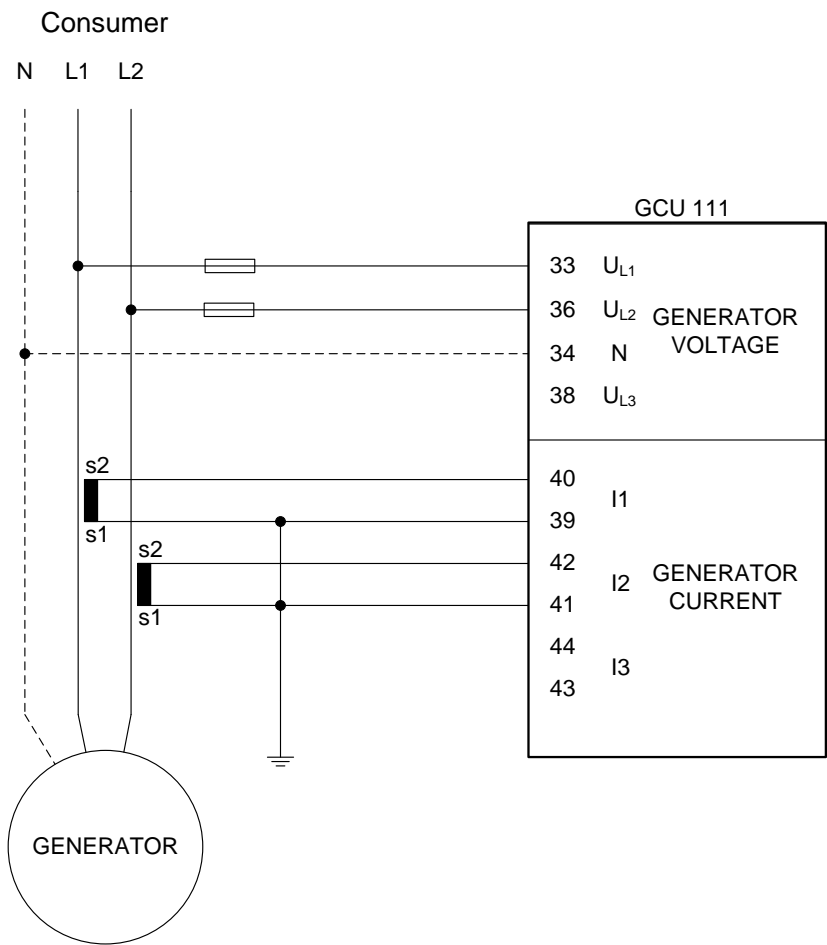 Consumer
N L1 L2
GCU 111
33 UL1
36 UL2
34 N
38 UL3
GENERATOR
VOLTAGE
s2
s1
s2
s1
40
39
I1
42
41
I2
44
43
I3
GENERATOR
CURRENT
GENERATOR